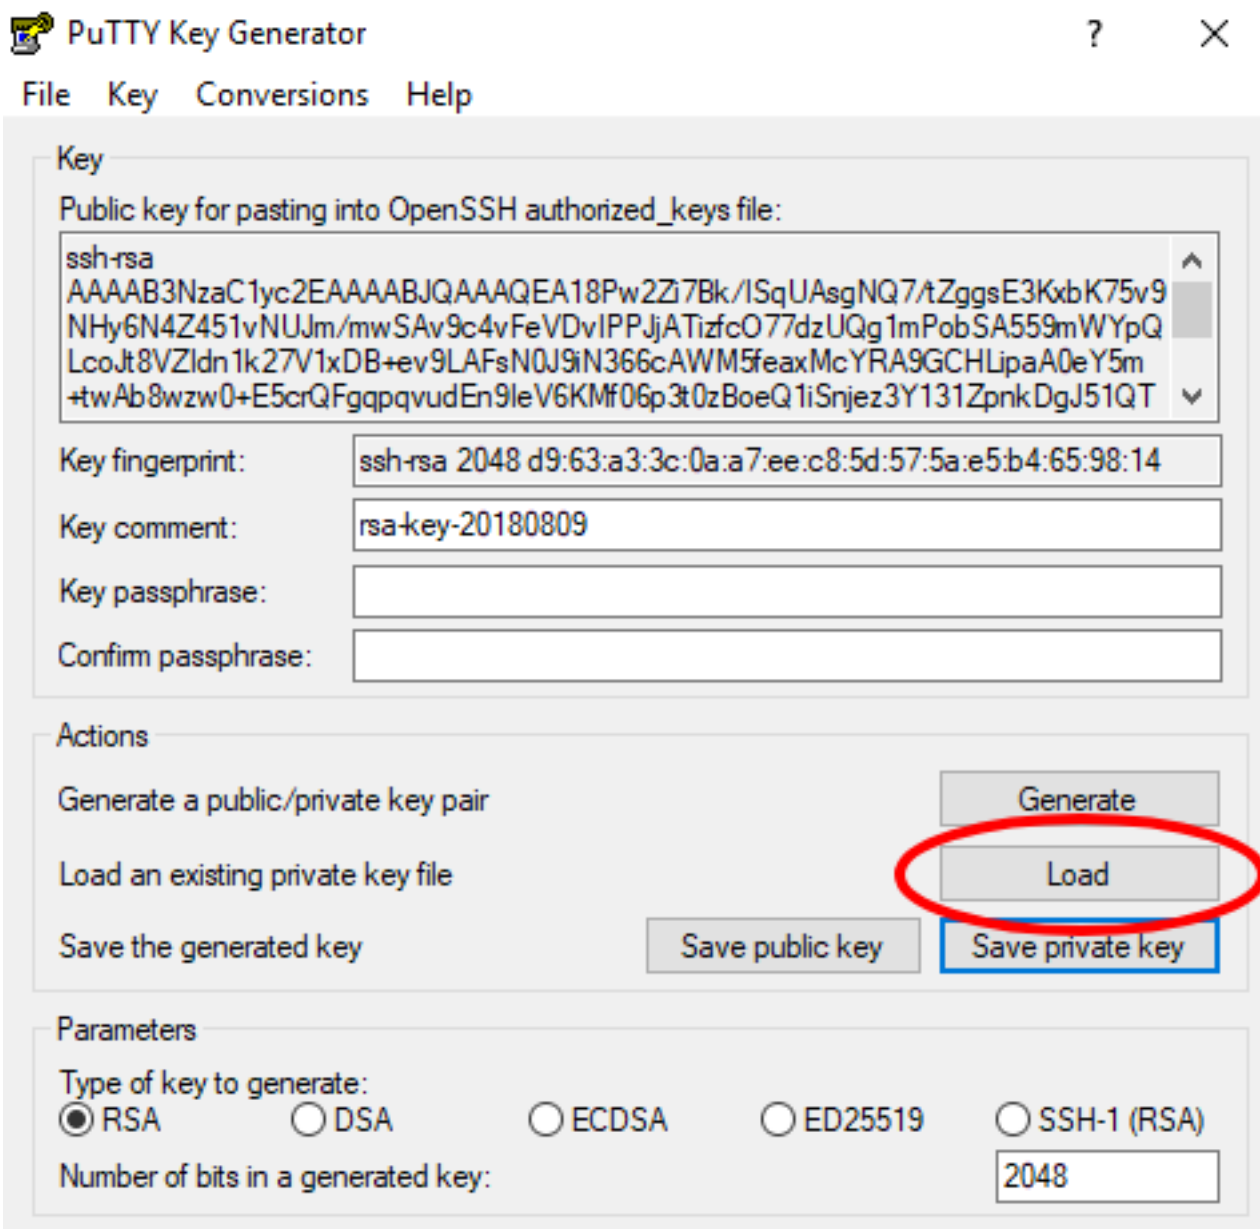 PuTTY Key Generator ? X
File Key Conversions Help
Key
Public key for pasting into OpenSSH authorized_keys file:
ssh-rsa
AAAAB3NzaC1yc2EAAAABJQAAAQEA18Pw2Zi7Bk/ISqUAsgNQ7/tZggsE3KxbK75v9
NHy6N4Z451vNUJm/mwSAv9c4vFeVDvIPPJjATizfcO77dzUQg1mPobSA559mWYpQ
LcoJt8VZIdn1k27V1xDB+ev9LAFsN0J9iN366cAWM5feaxMcYRA9GCHLipaA0eY5m
+twAb8wzw0+E5crQFgqpqvudEn9IeV6KMf06p3t0zBoeQ1iSnjez3Y131ZpnkDgJ51QT
Key fingerprint: ssh-rsa 2048 d9:63:a3:3c:0a:a7:ee:c8:5d:57:5a:e5:b4:65:98:14
Key comment: rsa-key-20180809
Key passphrase:
Confirm passphrase:
Actions
Generate a public/private key pair Generate
Load an existing private key file Load
Save the generated key Save public key Save private key
Parameters
Type of key to generate:
RSA DSA ECDSA ED25519 SSH-1 (RSA)
Number of bits in a generated key: 2048